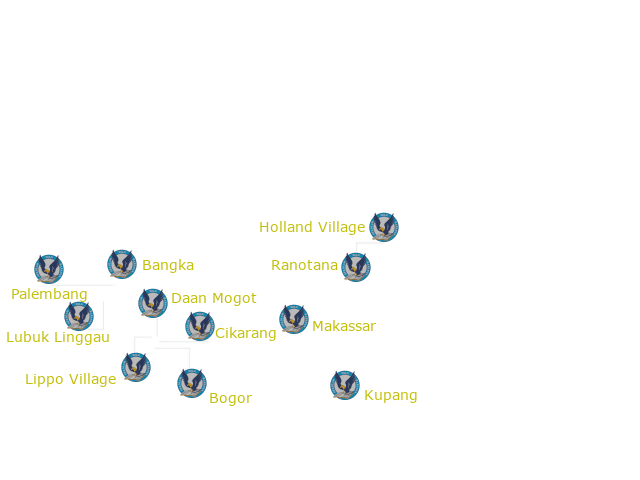 Holland Village
Bangka
Ranotana
Palembang
Daan Mogot
Makassar
Cikarang
Lubuk Linggau
Lippo Village
Bogor
Kupang